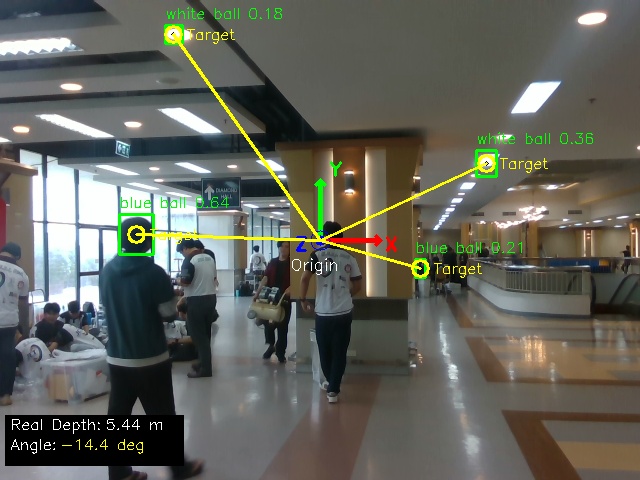 white ball 0.18
Target
white ball 0.36
Target
blue ball 0.64
Target
Y
Z
X
Origin
blue ball 0.21
Target
Real Depth: 5.44 m
Angle: −14.4 deg